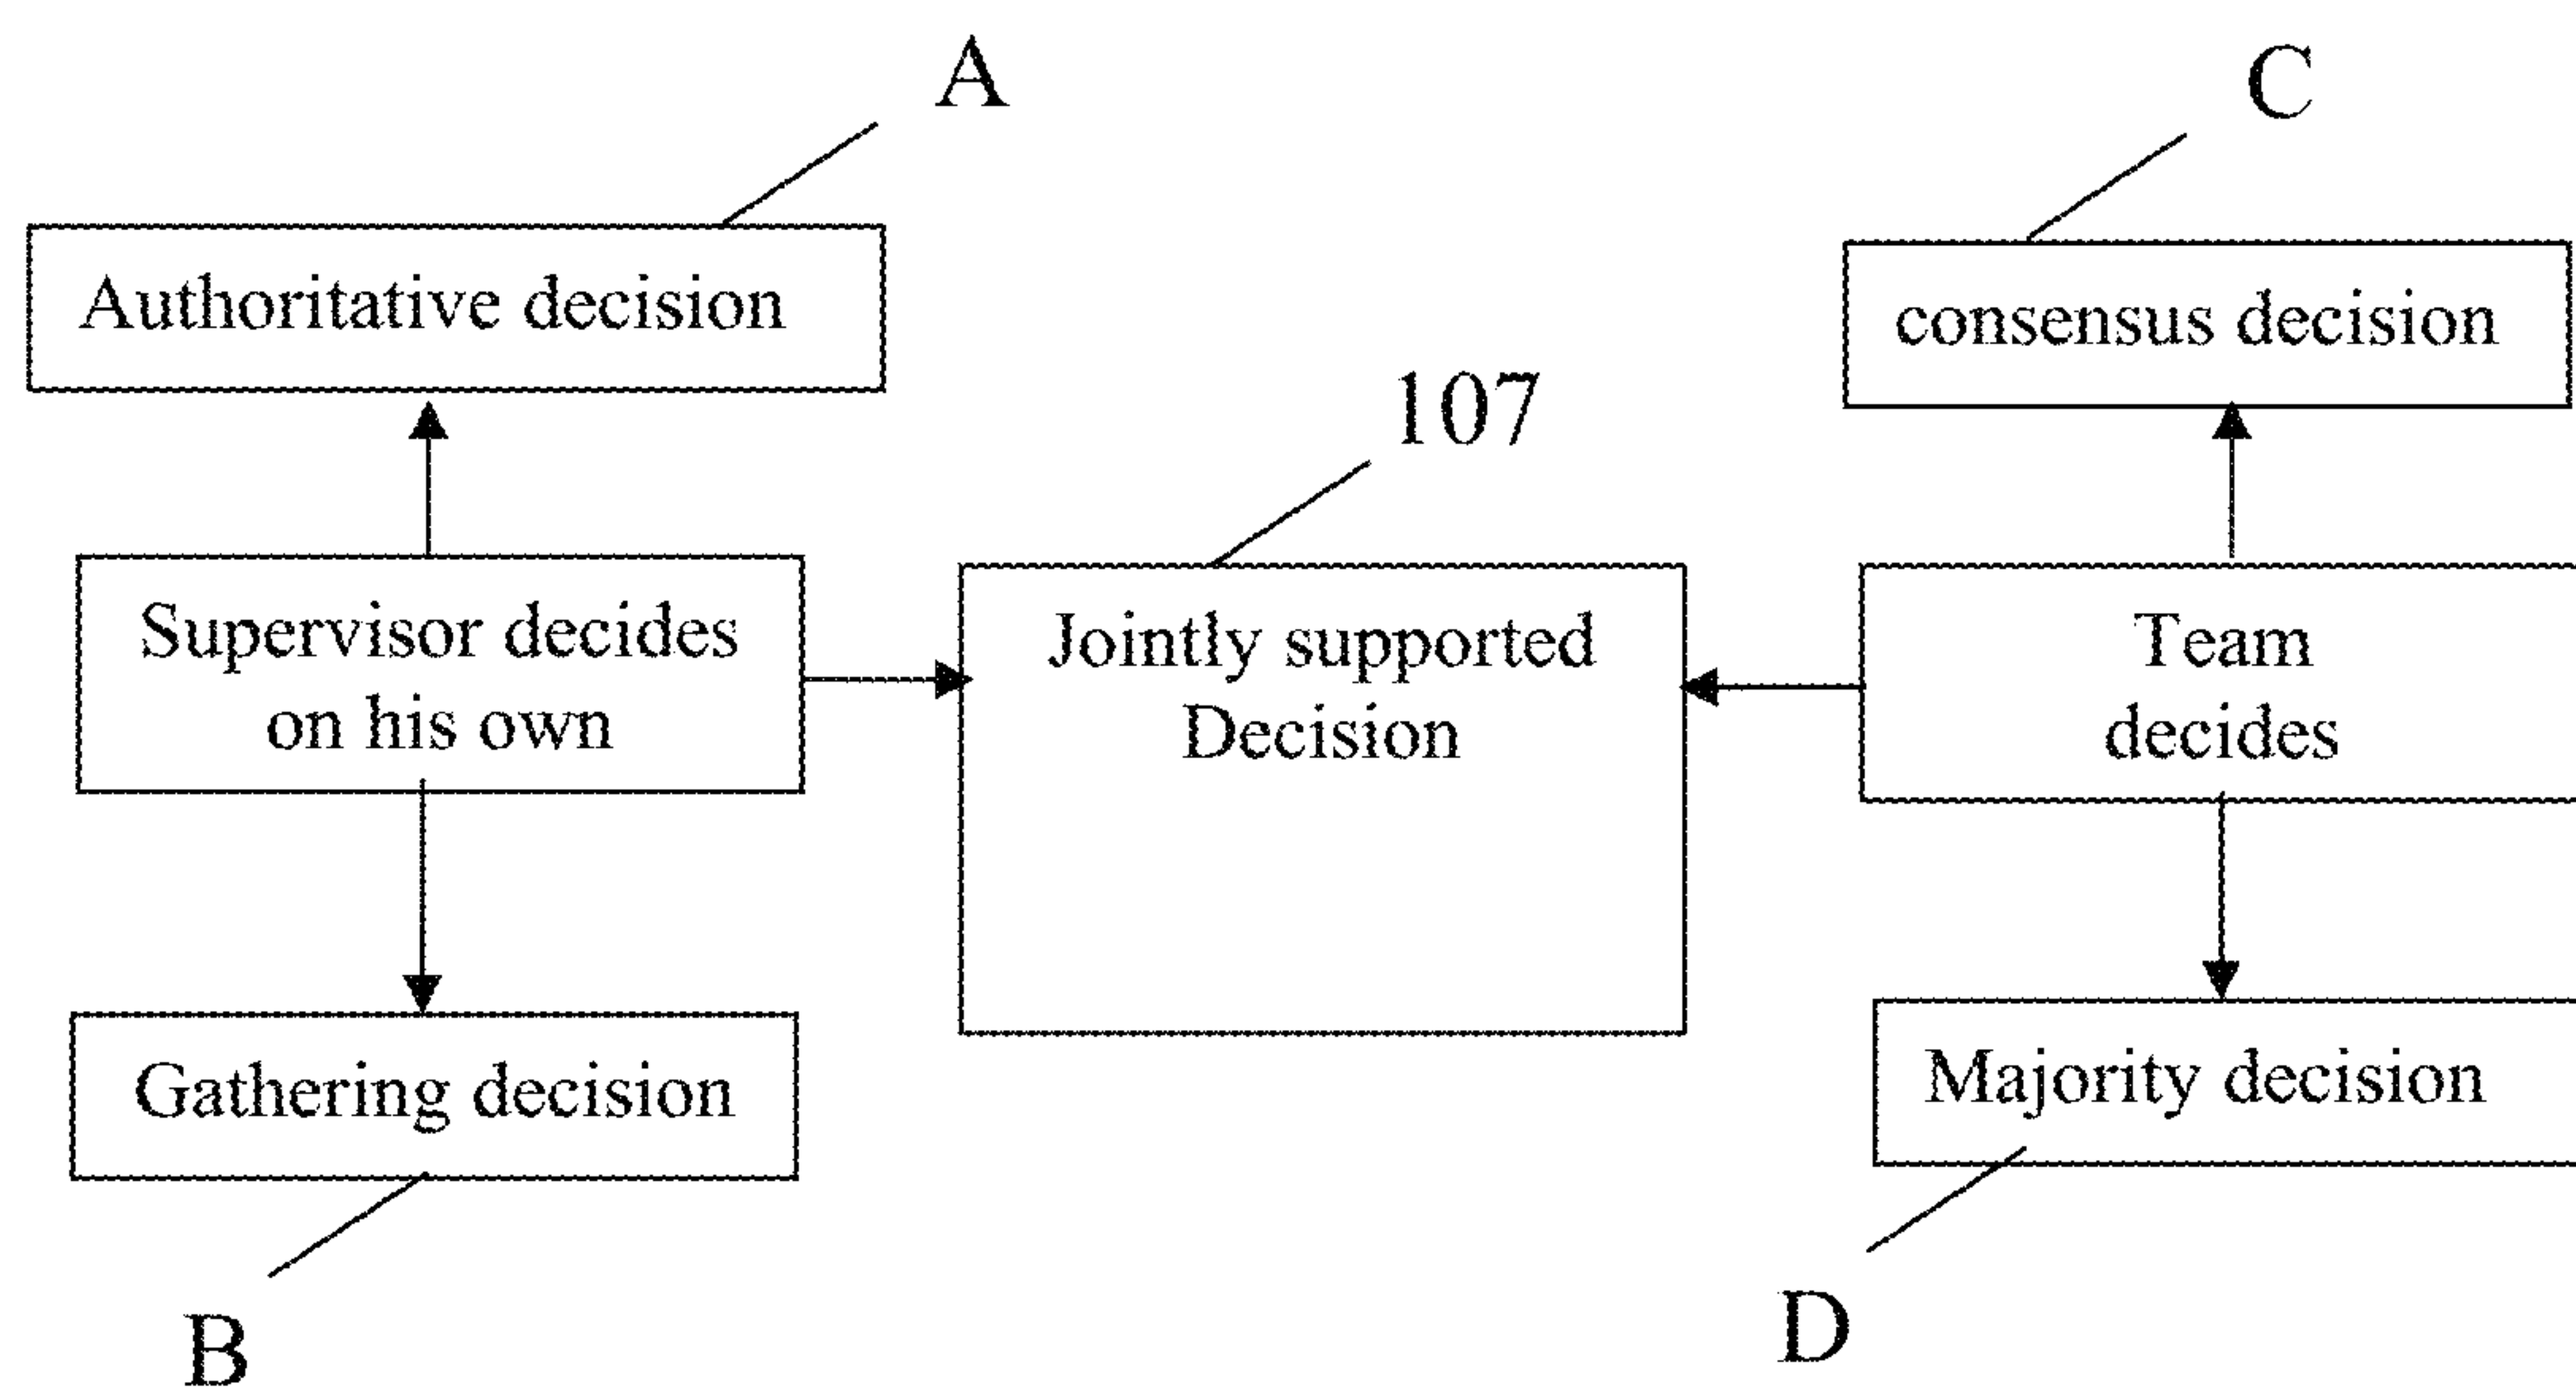 A
C
Authoritative decision
consensus decision
107
Supervisor decides
on his own
Jointly supported
Decision
Team
decides
Gathering decision
Majority decision
B
D